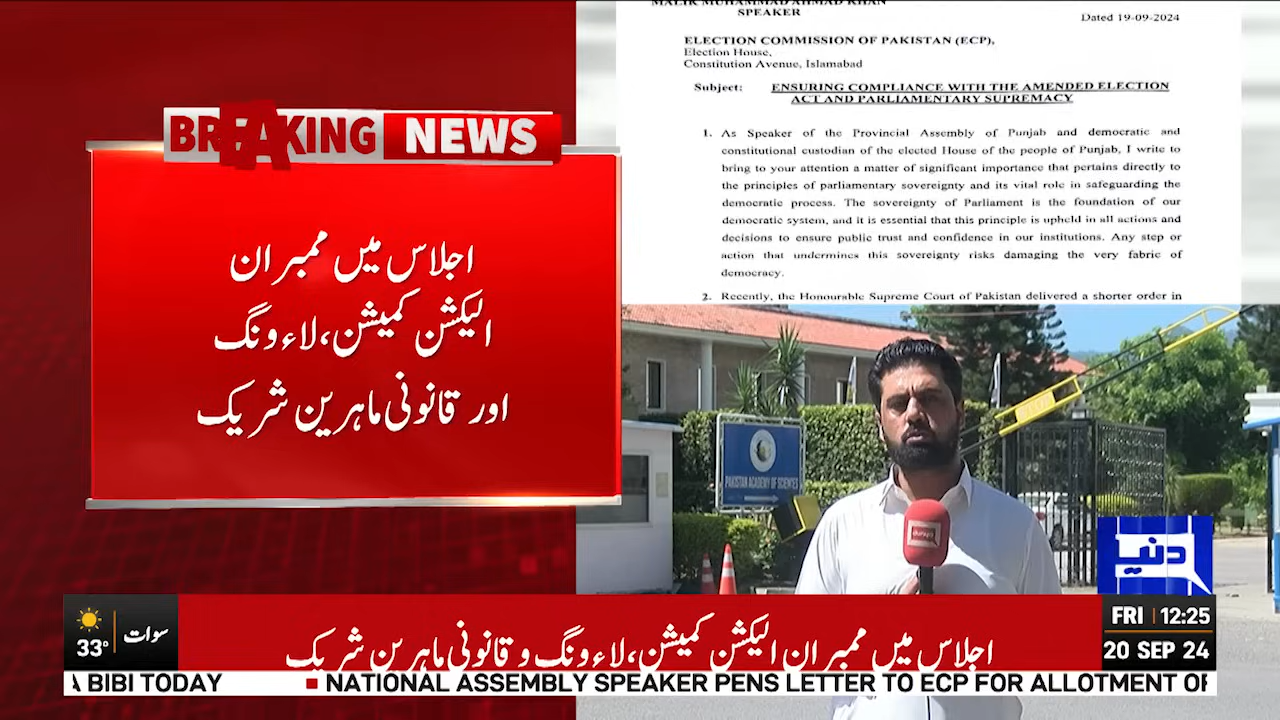 BREAKING NEWS
اجلاس میں ممبران
الیکشن کمیشن، لاء ونگ
اور قانونی ماہرین شریک
MALIK MUHAMMAD AHMAD KHAN
SPEAKER
Dated 19-09-2024
ELECTION COMMISSION OF PAKISTAN (ECP),
Election House,
Constitution Avenue, Islamabad
Subject: ENSURING COMPLIANCE WITH THE AMENDED ELECTION
ACT AND PARLIAMENTARY SUPREMACY
1. As Speaker of the Provincial Assembly of Punjab and democratic and
constitutional custodian of the elected House of the people of Punjab, I write to
bring to your attention a matter of significant importance that pertains directly to
the principles of parliamentary sovereignty and its vital role in safeguarding the
democratic process. The sovereignty of Parliament is the foundation of our
democratic system, and it is essential that this principle is upheld in all actions and
decisions to ensure public trust and confidence in our institutions. Any step or
action that undermines this sovereignty risks damaging the very fabric of
democracy.
2. Recently, the Honourable Supreme Court of Pakistan delivered a shorter order in
PAKISTAN ACADEMY OF SCIENCES
dunya
دنیا
سوات
33°
اجلاس میں ممبران الیکشن کمیشن، لاء ونگ و قانونی ماہرین شریک
FRI 12:25
20 SEP 24
A BIBI TODAY ■ NATIONAL ASSEMBLY SPEAKER PENS LETTER TO ECP FOR ALLOTMENT OF